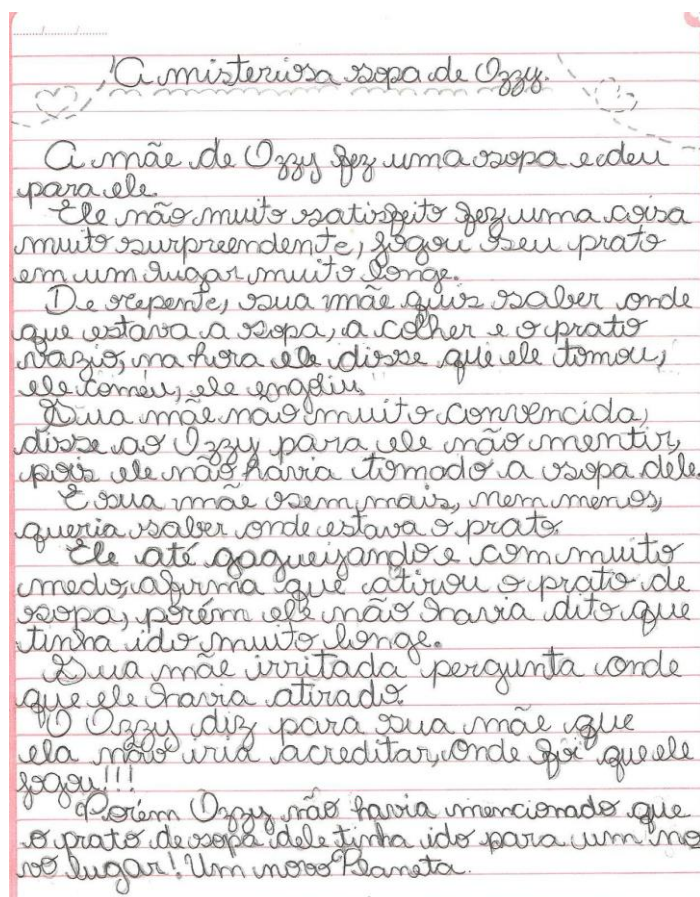 A misteriosa sopa de Ozzy.
A mãe de Ozzy fez uma sopa e deu
para ele.
Ele não muito satisfeito fez uma coisa
muito surpreendente, jogou seu prato
em um lugar muito longe.
De repente, sua mãe quis saber onde
que estava a sopa, a colher e o prato
vazio, na hora ele disse que ele tomou,
ele comeu, ele engoliu.
Sua mãe não muito convencida,
disse ao Ozzy para ele não mentir,
pois ele não havia tomado a sopa dele.
E sua mãe sem mais, nem menos,
queria saber onde estava o prato.
Ele até gagueijando e com muito
medo, afirma que atirou o prato de
sopa, porém ele não havia dito que
tinha ido muito longe.
Sua mãe irritada pergunta onde
que ele havia atirado.
O Ozzy diz para sua mãe que
ela não iria acreditar, onde foi que ele
jogou!!!
Porém Ozzy não havia mencionado que
o prato de sopa dele tinha ido para um no
vo lugar! Um novo Planeta.